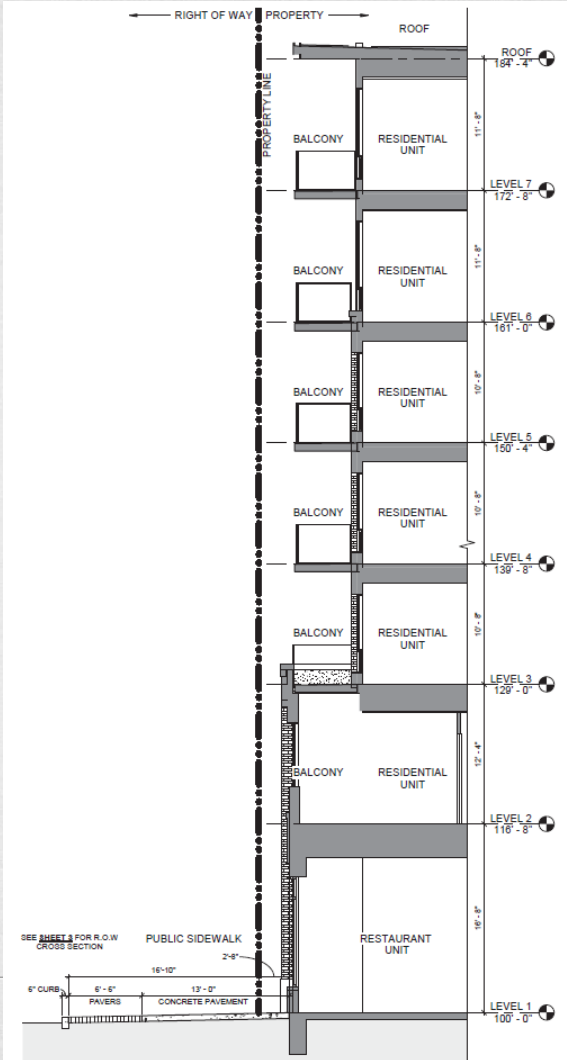 RIGHT OF WAY PROPERTY
ROOF
ROOF
184' - 4"
PROPERTY LINE
11' - 8"
BALCONY
RESIDENTIAL
UNIT
LEVEL 7
172' - 8"
11' - 8"
BALCONY
RESIDENTIAL
UNIT
LEVEL 6
161' - 0"
10' - 8"
BALCONY
RESIDENTIAL
UNIT
LEVEL 5
150' - 4"
10' - 8"
BALCONY
RESIDENTIAL
UNIT
LEVEL 4
139' - 8"
10' - 8"
BALCONY
RESIDENTIAL
UNIT
LEVEL 3
129' - 0"
12' - 4"
BALCONY
RESIDENTIAL
UNIT
LEVEL 2
116' - 8"
16' - 8"
SEE SHEET 3 FOR R.O.W
CROSS SECTION
PUBLIC SIDEWALK
RESTAURANT
UNIT
2'-8"
16'-10"
6" CURB
6' - 6"
PAVERS
13' - 0"
CONCRETE PAVEMENT
LEVEL 1
100' - 0"